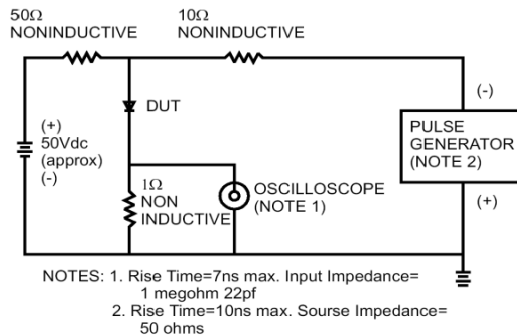 50Ω
NONINDUCTIVE
10Ω
NONINDUCTIVE
DUT
(+)
50Vdc
(approx)
(-)
1Ω
NON
INDUCTIVE
OSCILLOSCOPE
(NOTE 1)
(-)
PULSE
GENERATOR
(NOTE 2)
(+)
NOTES: 1. Rise Time=7ns max. Input Impedance=
1 megohm 22pf
2. Rise Time=10ns max. Sourse Impedance=
50 ohms